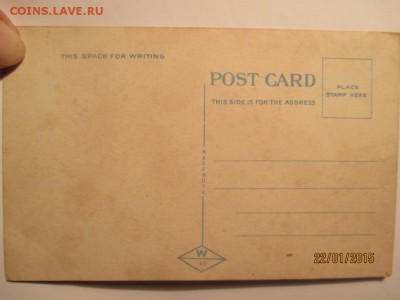 COINS.LAVE.RU
THIS SPACE FOR WRITING
POST CARD
THIS SIDE IS FOR THE ADDRESS
PLACE
STAMP HERE
W
22/01/2015